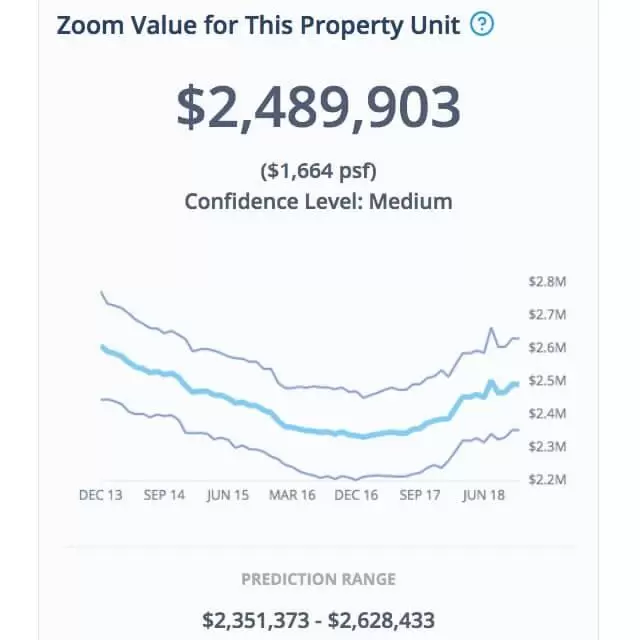 Zoom Value for This Property Unit ?
$2,489,903
($1,664 psf)
Confidence Level: Medium
$2.8M
$2.7M
$2.6M
$2.5M
$2.4M
$2.3M
$2.2M
DEC 13 SEP 14 JUN 15 MAR 16 DEC 16 SEP 17 JUN 18
PREDICTION RANGE
$2,351,373 - $2,628,433